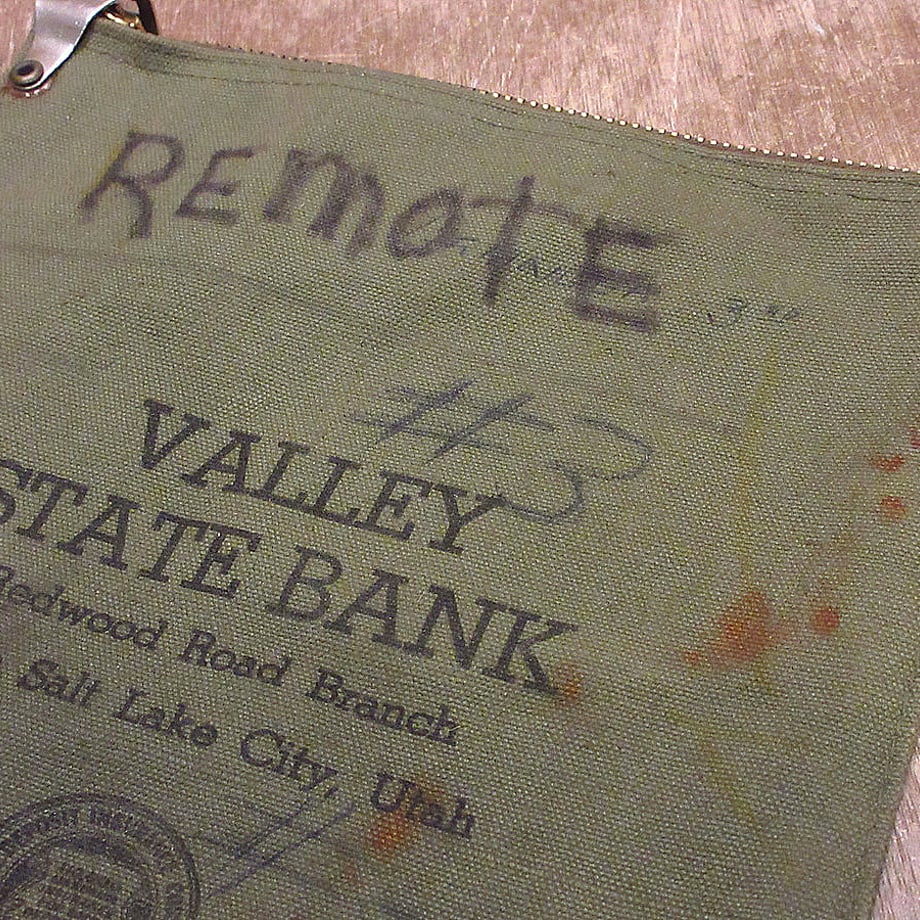 REmoTE
#3
VALLEY
STATE BANK
Redwood Road Branch
Salt Lake City, Utah